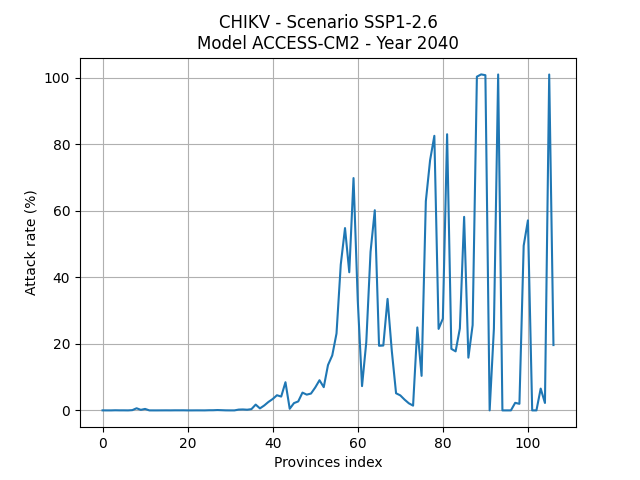 CHIKV - Scenario SSP1-2.6
Model ACCESS-CM2 - Year 2040
Attack rate (%)
100
80
60
40
20
0
0 20 40 60 80 100
Provinces index